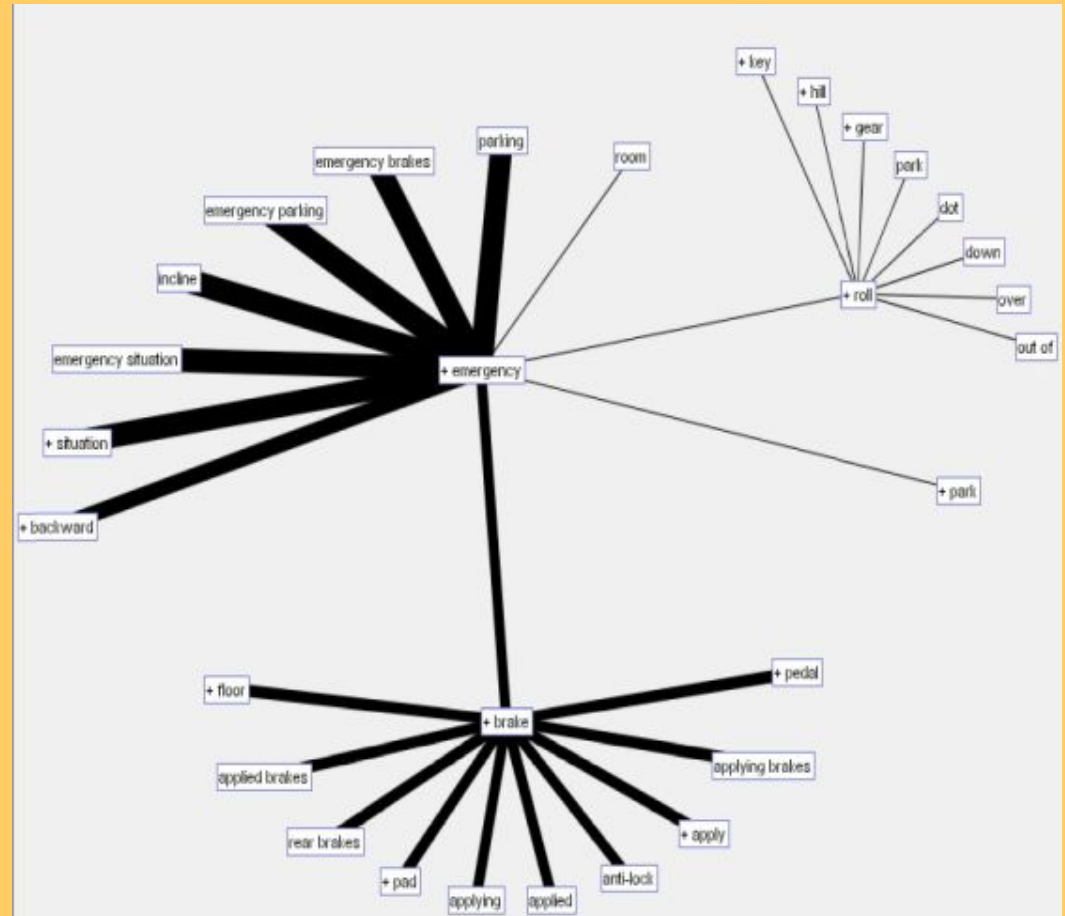 + key
+ hill
+ gear
parking
room
emergency brakes
park
emergency parking
dot
down
incline
+ roll
over
out of
emergency situation
+ emergency
+ situation
+ park
+ backward
+ pedal
+ floor
+ brake
applied brakes
applying brakes
rear brakes
+ apply
+ pad
anti-lock
applying
applied